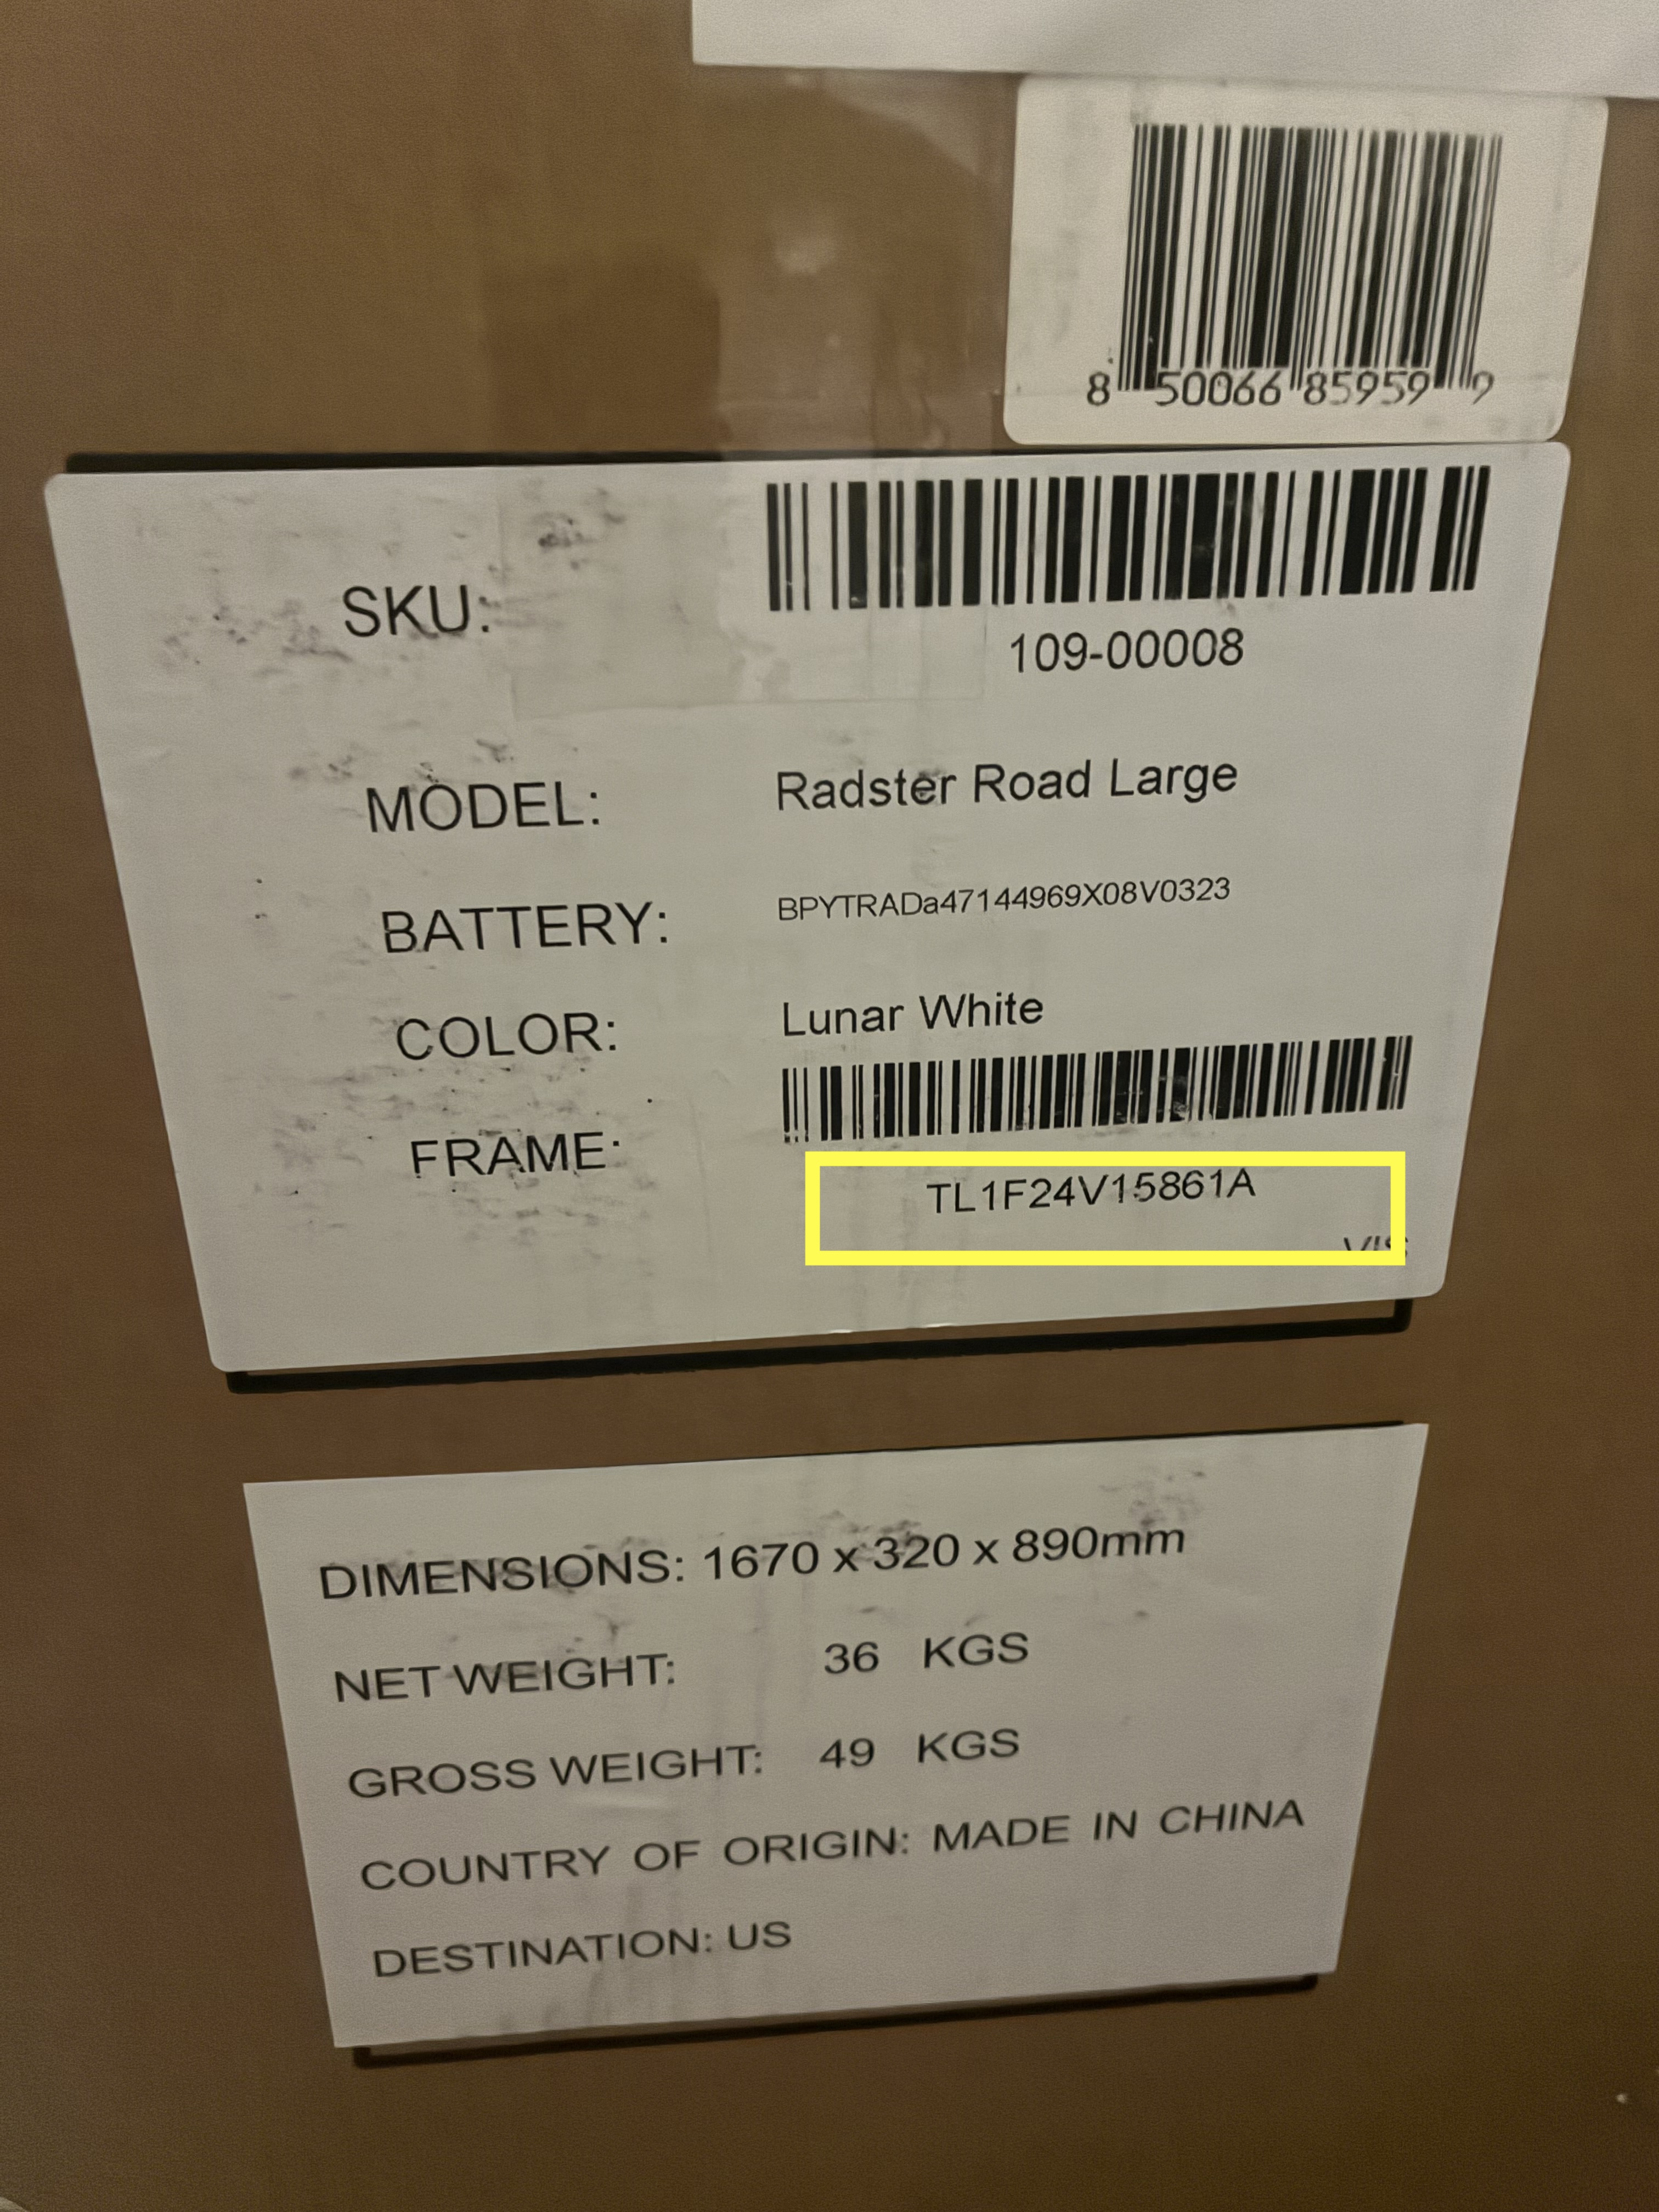 8 50066 85959 9
SKU:
109-00008
MODEL: Radster Road Large
BATTERY: BPYTRADa47144969X08V0323
COLOR: Lunar White
FRAME:
TL1F24V15861A
VIS
DIMENSIONS: 1670 x 320 x 890mm
NET WEIGHT: 36 KGS
GROSS WEIGHT: 49 KGS
COUNTRY OF ORIGIN: MADE IN CHINA
DESTINATION: US